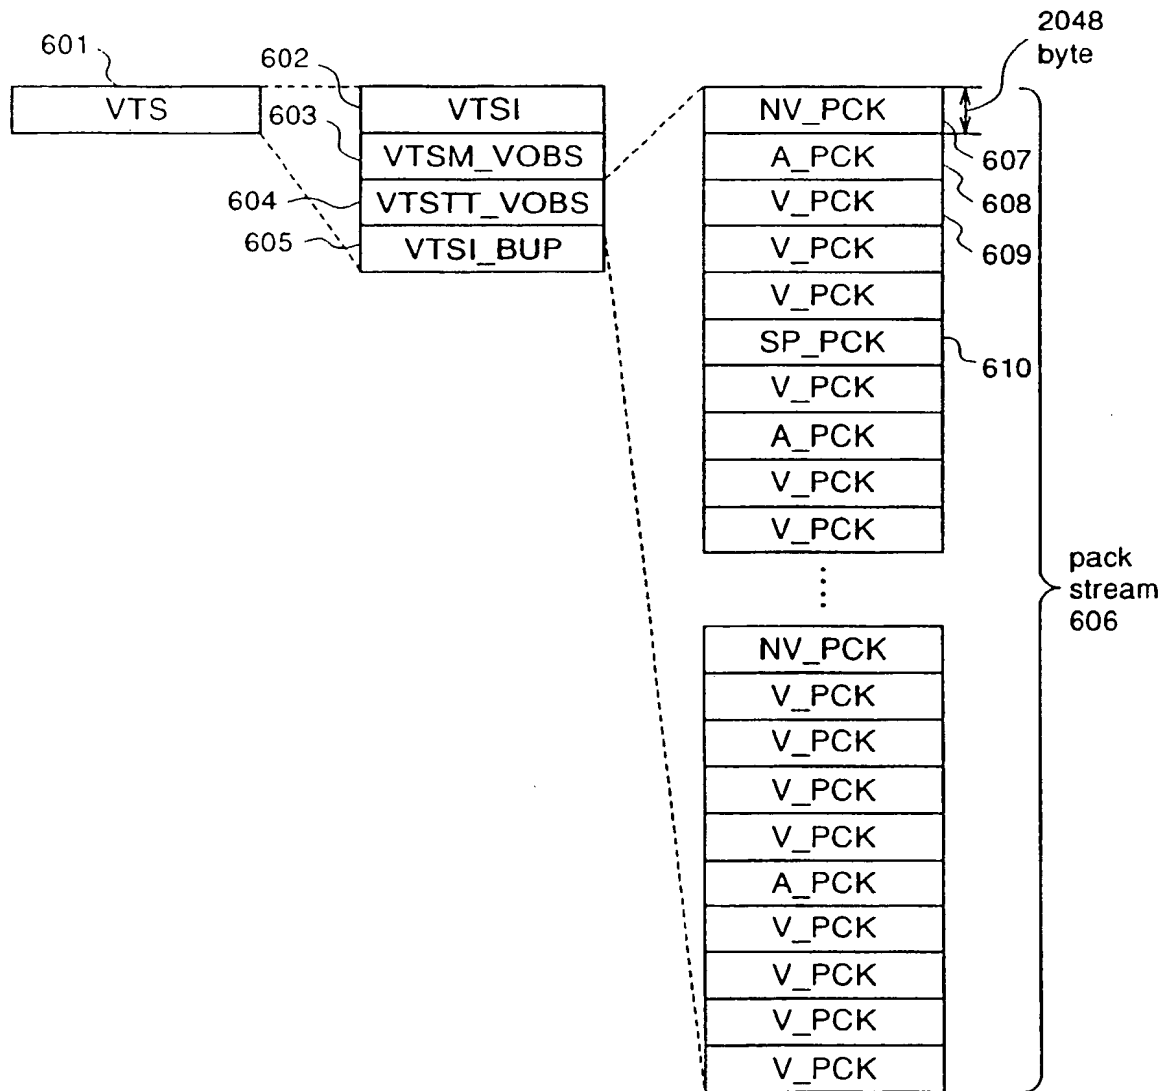 601
VTS
602
603
604
605
VTSI
VTSM_VOBS
VTSTT_VOBS
VTSI_BUP
2048
byte
NV_PCK
A_PCK
V_PCK
V_PCK
V_PCK
SP_PCK
V_PCK
A_PCK
V_PCK
V_PCK
607
608
609
610
NV_PCK
V_PCK
V_PCK
V_PCK
V_PCK
A_PCK
V_PCK
V_PCK
V_PCK
V_PCK
pack
stream
606